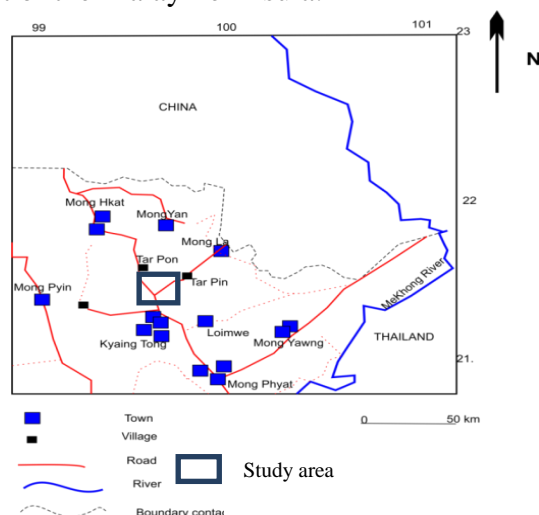 99 100 101
23
N
CHINA
22
Mong Hkat
MongYan
Mong La
Tar Pon
Tar Pin
Mong Pyin
MeKhong River
Loimwe
THAILAND
Kyaing Tong
Mong Yawng
21.
Mong Phyat
Town
0 50 km
Village
Road
Study area
River